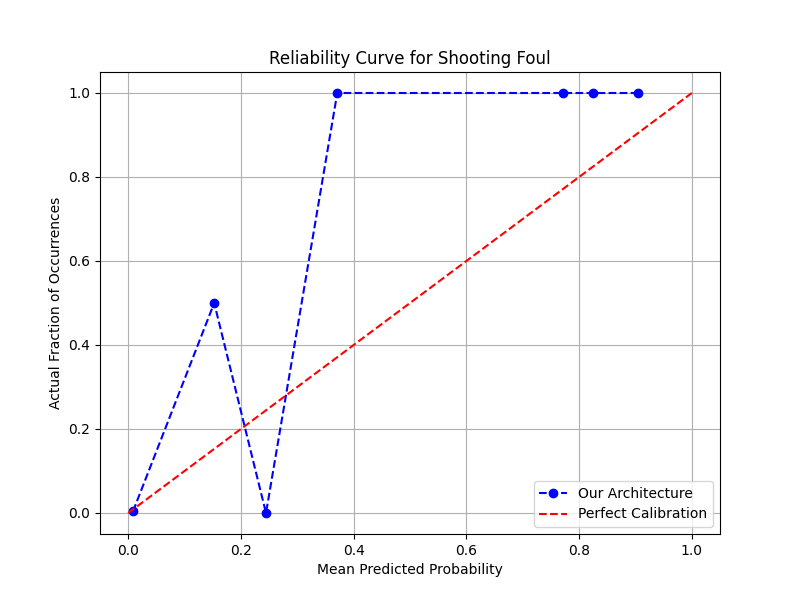 Reliability Curve for Shooting Foul
Actual Fraction of Occurrences
1.0
0.8
0.6
0.4
0.2
0.0
0.0 0.2 0.4 0.6 0.8 1.0
Mean Predicted Probability
Our Architecture
Perfect Calibration